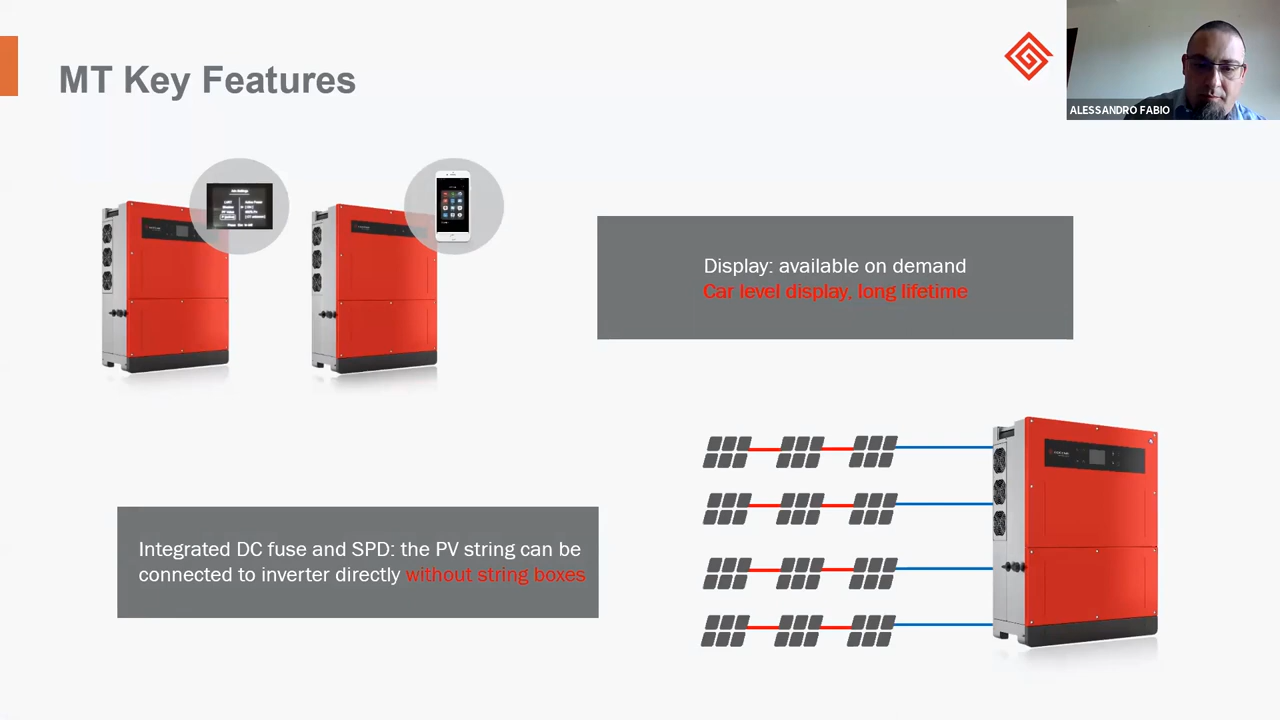 MT Key Features
ALESSANDRO FABIO
Display: available on demand
Car level display, long lifetime
Integrated DC fuse and SPD: the PV string can be
connected to inverter directly without string boxes